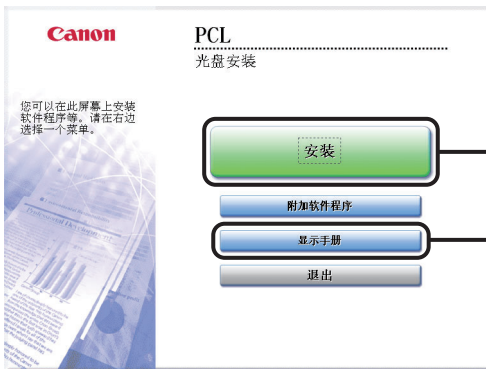 Canon
PCL
光盘安装
您可以在此屏幕上安装
软件程序等。请在右边
选择一个菜单。
安装
附加软件程序
显示手册
退出